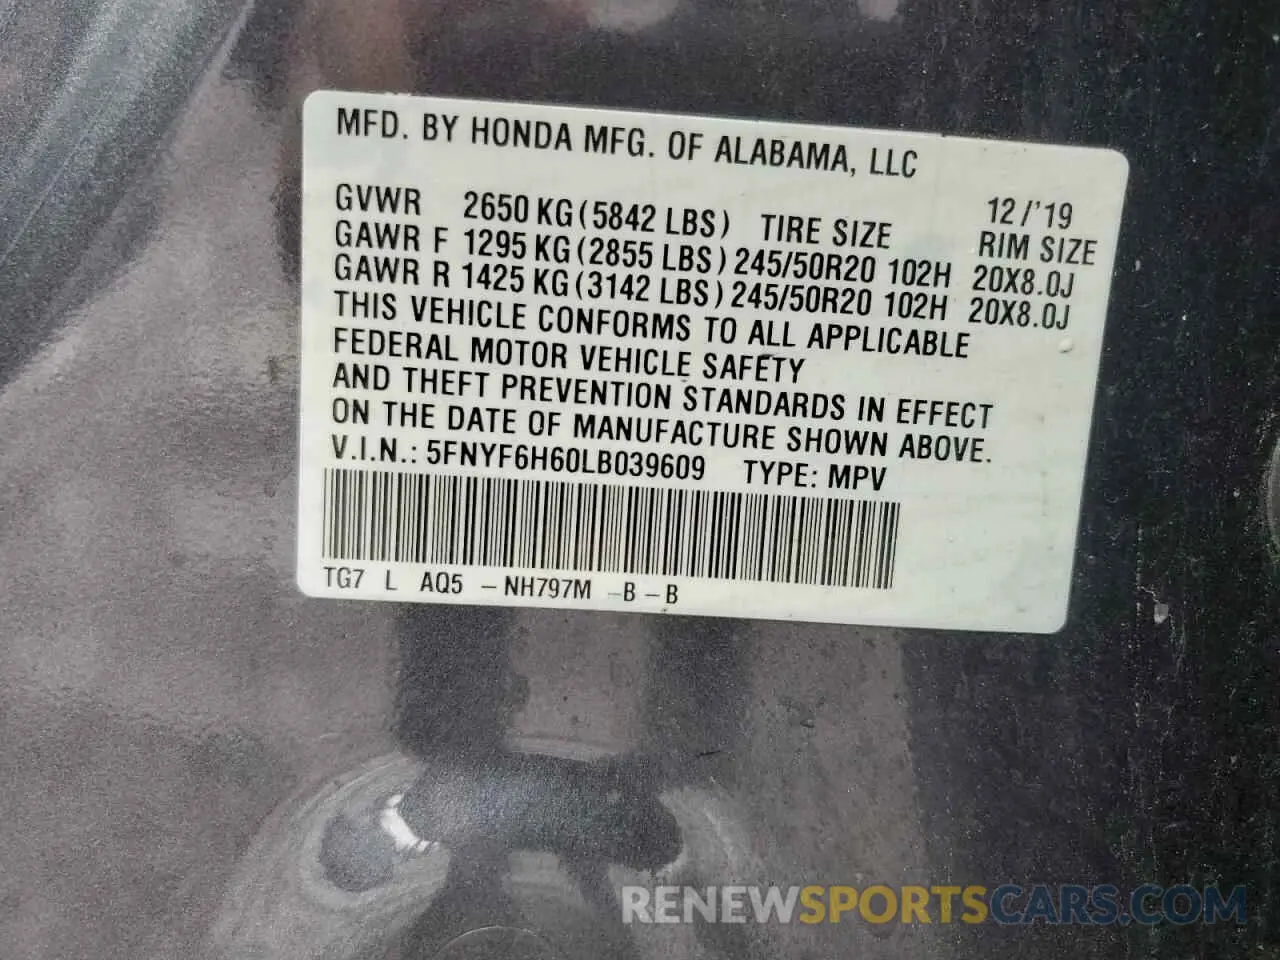 MFD. BY HONDA MFG. OF ALABAMA, LLC
12/'19
GVWR 2650 KG (5842 LBS) TIRE SIZE RIM SIZE
GAWR F 1295 KG (2855 LBS) 245/50R20 102H 20X8.0J
GAWR R 1425 KG (3142 LBS) 245/50R20 102H 20X8.0J
THIS VEHICLE CONFORMS TO ALL APPLICABLE
FEDERAL MOTOR VEHICLE SAFETY
AND THEFT PREVENTION STANDARDS IN EFFECT
ON THE DATE OF MANUFACTURE SHOWN ABOVE.
V.I.N.: 5FNYF6H60LB039609 TYPE: MPV
TG7 L AQ5 - NH797M -B - B
RENEWSPORTSCARS.COM